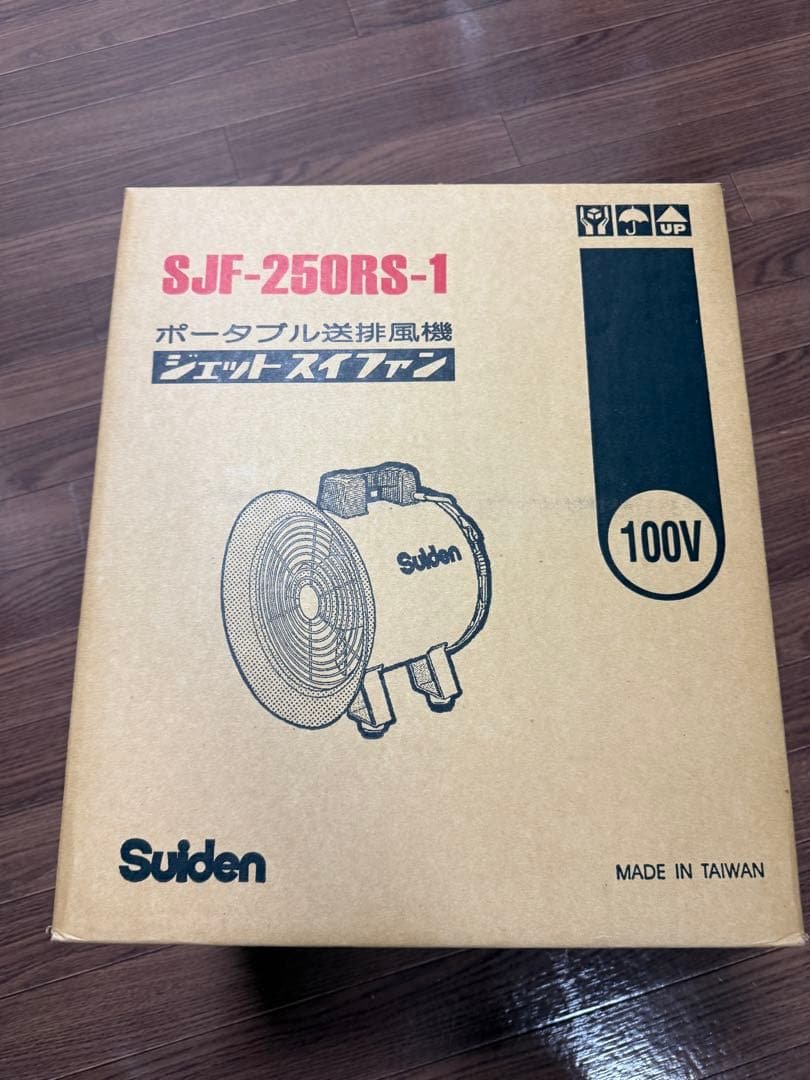 UP
SJF-250RS-1
ポータブル送排風機
ジェットスイファン
100V
Suiden
Suiden
MADE IN TAIWAN